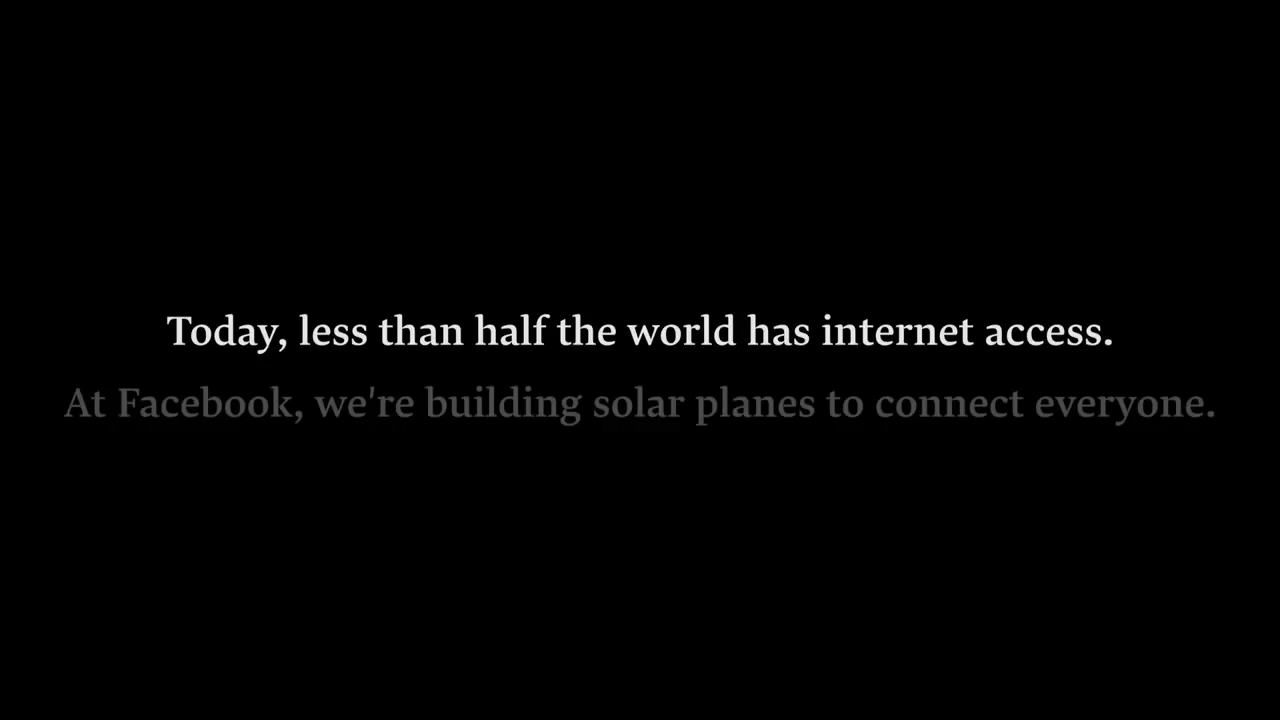 Today, less than half the world has internet access.
At Facebook, we're building solar planes to connect everyone.